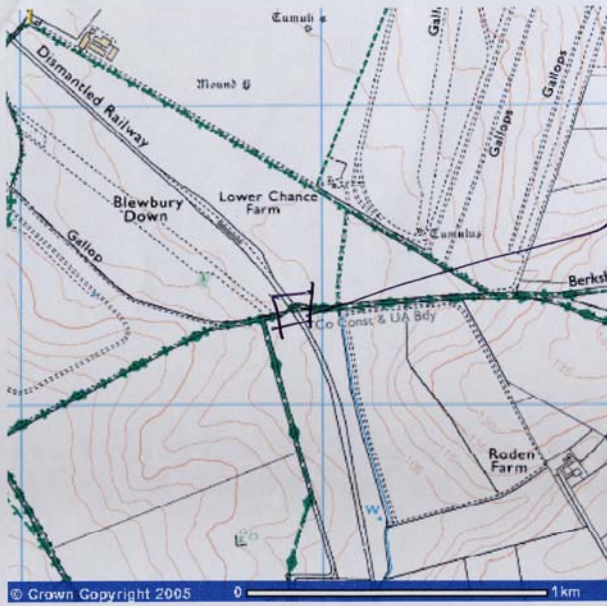 Tumuli
Gallops
Gallops
Gallops
Dismantled Railway
Mound
Blewbury
Down
Lower Chance
Farm
Tumulus
Gallop
Berksh
Co Const & UA Bdy
Roden
Farm
W
© Crown Copyright 2005
0
1km